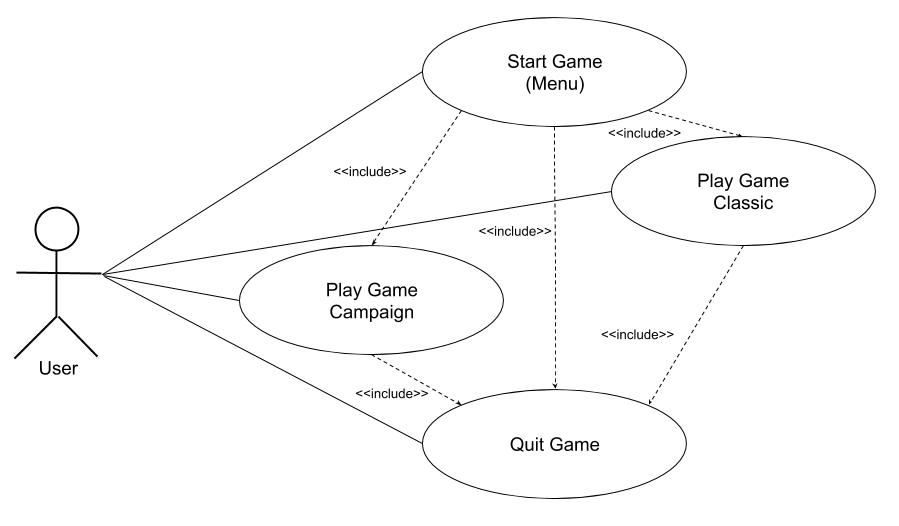 Start Game
(Menu)
<<include>>
<<include>>
Play Game
Classic
<<include>>
Play Game
Campaign
<<include>>
User
<<include>>
Quit Game